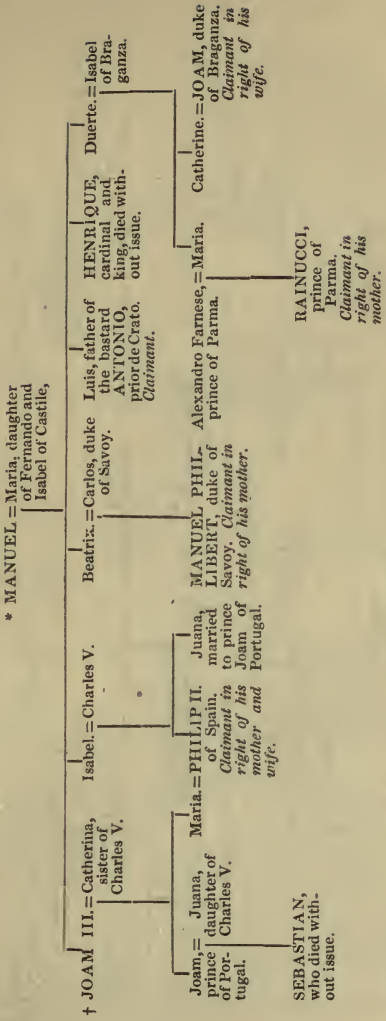 * MANUEL = Maria, daughter
of Fernando and
Isabel of Castile,
† JOAM III. = Catherina,
sister of
Charles V.
Isabel. = Charles V.
Beatrix. = Carlos, duke
of Savoy.
Luis, father of
the bastard
ANTONIO,
prior de Crato.
Claimant.
HENRIQUE,
cardinal and
king, died with-
out issue.
Duerte. = Isabel
of Bra-
ganza.
Joam, = Juana,
prince daughter of
of Por- Charles V.
tugal.
Maria. = PHILIP II.
of Spain.
Claimant in
right of his
mother and
wife.
Juana,
married
to prince
Joam of
Portugal.
MANUEL PHIL-
LIBERT, duke of
Savoy. Claimant in
right of his mother.
Alexandro Farnese, = Maria.
prince of Parma.
Catherine. = JOAM, duke
of Braganza.
Claimant in
right of his
wife.
SEBASTIAN,
who died with-
out issue.
RAINUCCI,
prince of
Parma.
Claimant in
right of his
mother.